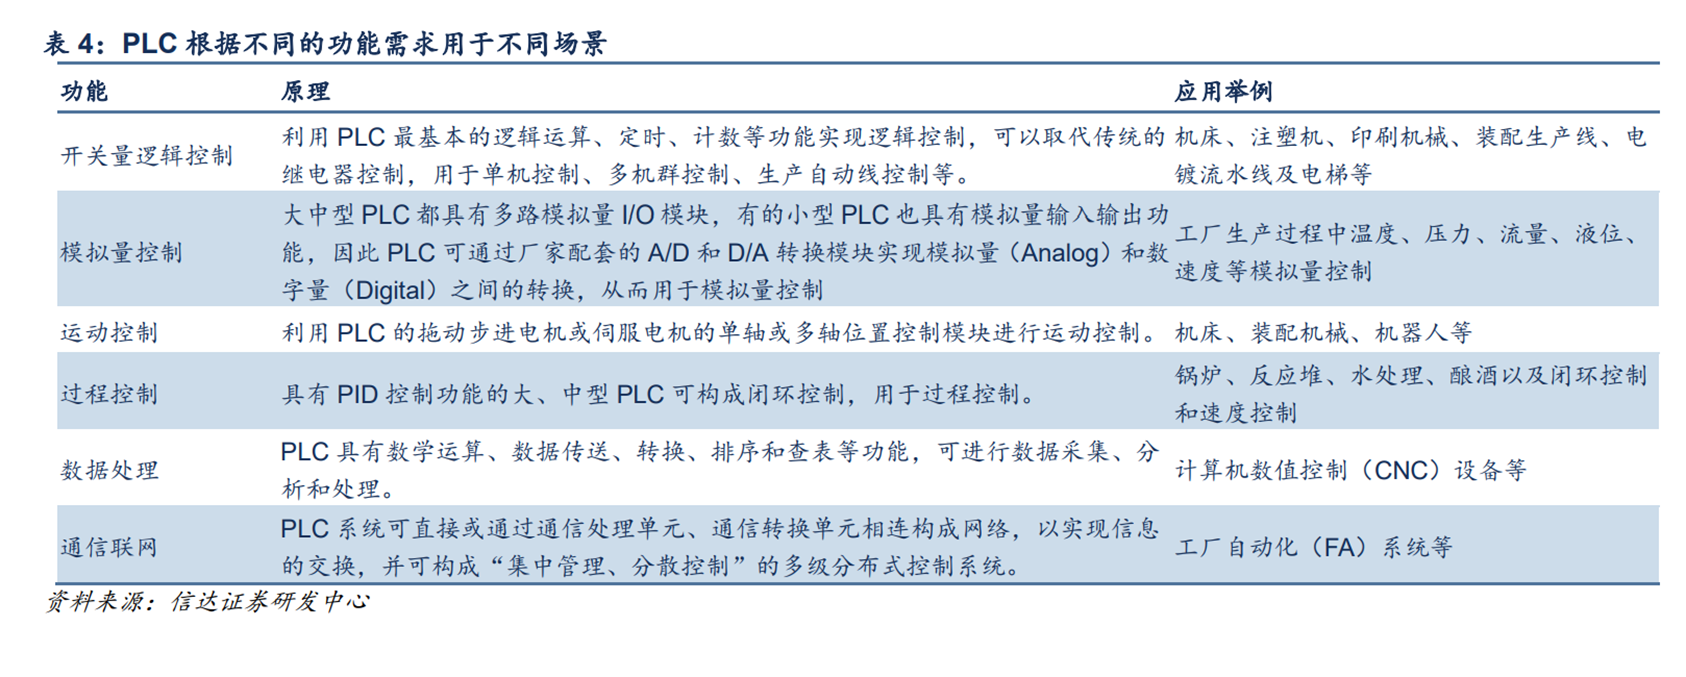 表 4：PLC 根据不同的功能需求用于不同场景
功能 原理 应用举例
开关量逻辑控制
利用 PLC 最基本的逻辑运算、定时、计数等功能实现逻辑控制，可以取代传统的
继电器控制，用于单机控制、多机群控制、生产自动线控制等。
机床、注塑机、印刷机械、装配生产线、电
镀流水线及电梯等
模拟量控制
大中型 PLC 都具有多路模拟量 I/O 模块，有的小型 PLC 也具有模拟量输入输出功
能，因此 PLC 可通过厂家配套的 A/D 和 D/A 转换模块实现模拟量（Analog）和数
字量（Digital）之间的转换，从而用于模拟量控制
工厂生产过程中温度、压力、流量、液位、
速度等模拟量控制
运动控制
利用 PLC 的拖动步进电机或伺服电机的单轴或多轴位置控制模块进行运动控制。
机床、装配机械、机器人等
过程控制
具有 PID 控制功能的大、中型 PLC 可构成闭环控制，用于过程控制。
锅炉、反应堆、水处理、酿酒以及闭环控制
和速度控制
数据处理
PLC 具有数学运算、数据传送、转换、排序和查表等功能，可进行数据采集、分
析和处理。
计算机数值控制（CNC）设备等
通信联网
PLC 系统可直接或通过通信处理单元、通信转换单元相连构成网络，以实现信息
的交换，并可构成“集中管理、分散控制”的多级分布式控制系统。
工厂自动化（FA）系统等
资料来源：信达证券研发中心